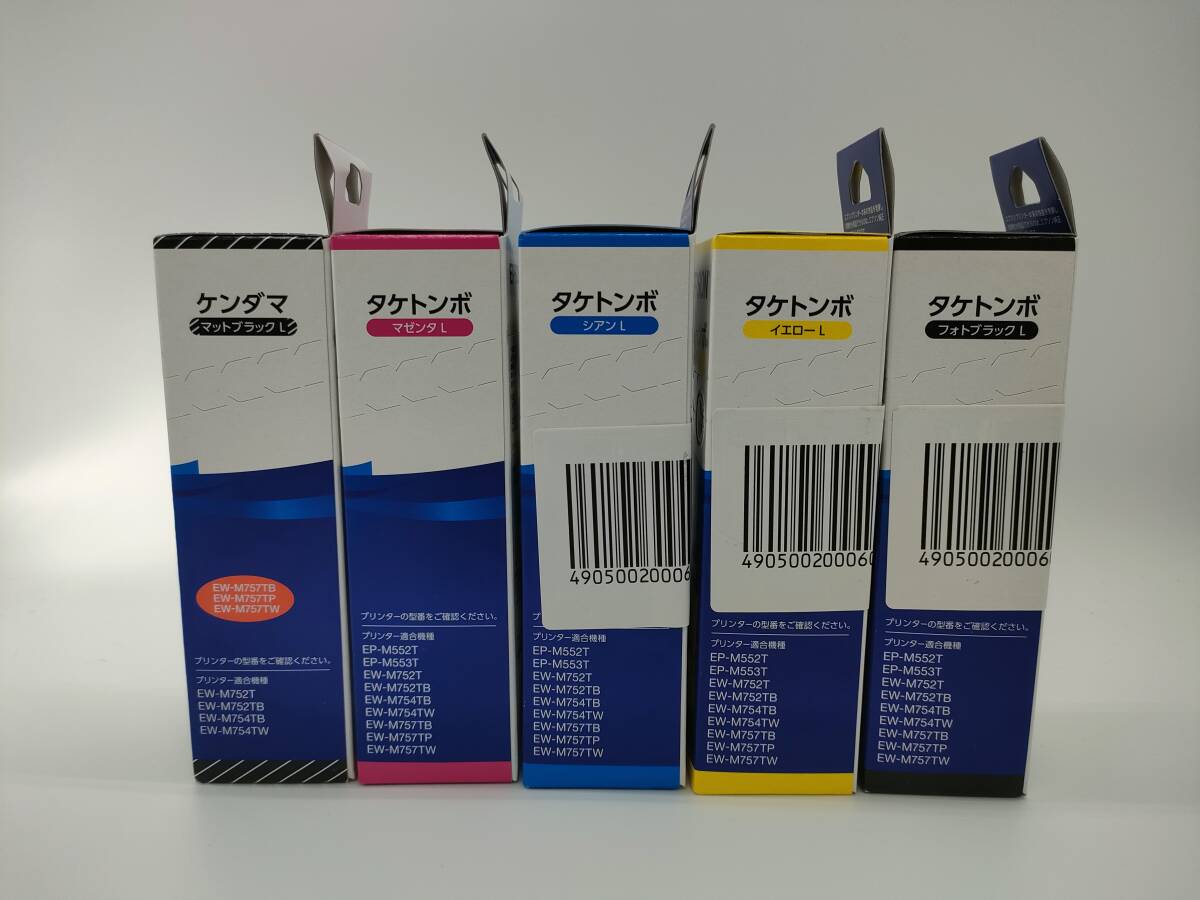 ケンダマ
マットブラック L
EW-M757TB
EW-M757TP
EW-M757TW
プリンターの型番をご確認ください。
プリンター適合機種
EW-M752T
EW-M752TB
EW-M754TB
EW-M754TW
タケトンボ
マゼンタ L
プリンターの型番をご確認ください。
プリンター適合機種
EP-M552T
EP-M553T
EW-M752T
EW-M752TB
EW-M754TB
EW-M754TW
EW-M757TB
EW-M757TP
EW-M757TW
タケトンボ
シアン L
49050020006
プリンター適合機種
EP-M552T
EP-M553T
EW-M752T
EW-M752TB
EW-M754TB
EW-M754TW
EW-M757TB
EW-M757TP
EW-M757TW
タケトンボ
イエロー L
49050020006
プリンターの型番をご確認ください。
プリンター適合機種
EP-M552T
EP-M553T
EW-M752T
EW-M752TB
EW-M754TB
EW-M754TW
EW-M757TB
EW-M757TP
EW-M757TW
タケトンボ
フォトブラック L
49050020006
プリンターの型番をご確認ください。
プリンター適合機種
EP-M552T
EP-M553T
EW-M752T
EW-M752TB
EW-M754TB
EW-M754TW
EW-M757TB
EW-M757TP
EW-M757TW